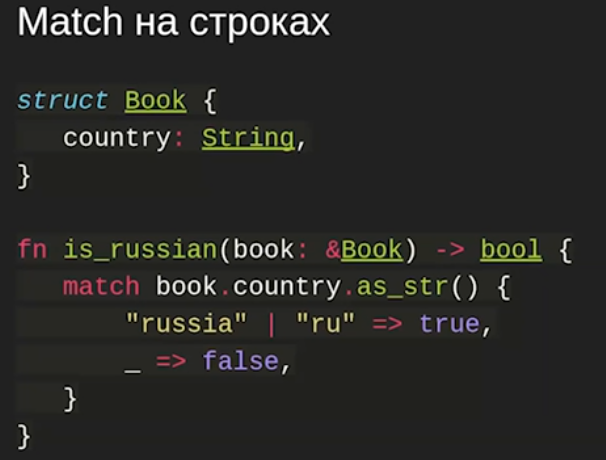 Match на строках
struct Book {
    country: String,
}
fn is_russian(book: &Book) -> bool {
    match book.country.as_str() {
        "russia" | "ru" => true,
        _ => false,
    }
}